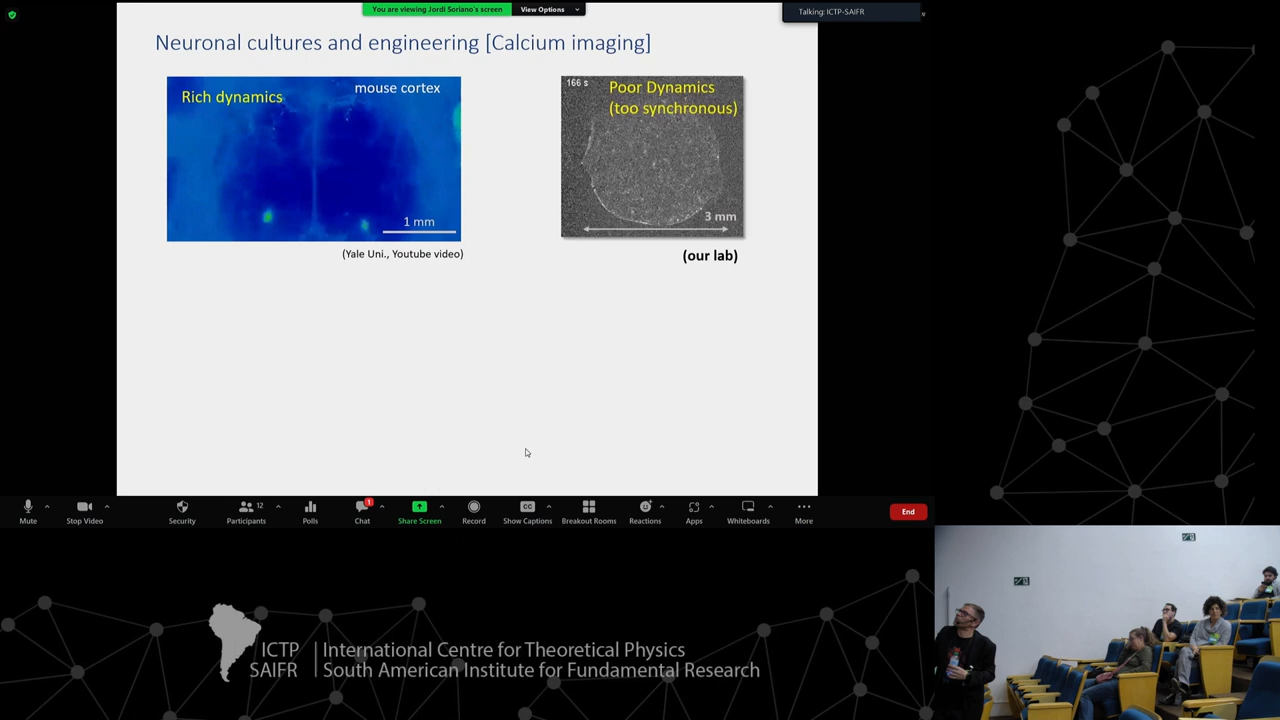 You are viewing Jordi Soriano's screen
View Options
Talking: ICTP-SAIFR
Neuronal cultures and engineering [Calcium imaging]
Rich dynamics
mouse cortex
1 mm
(Yale Uni., Youtube video)
166 s
Poor Dynamics
(too synchronous)
3 mm
(our lab)
Mute
Stop Video
Security
Participants
12
Polls
Chat
1
Share Screen
Record
CC
Show Captions
Breakout Rooms
Reactions
Apps
Whiteboards
More
End
ICTP
SAIFR
International Centre for Theoretical Physics
South American Institute for Fundamental Research